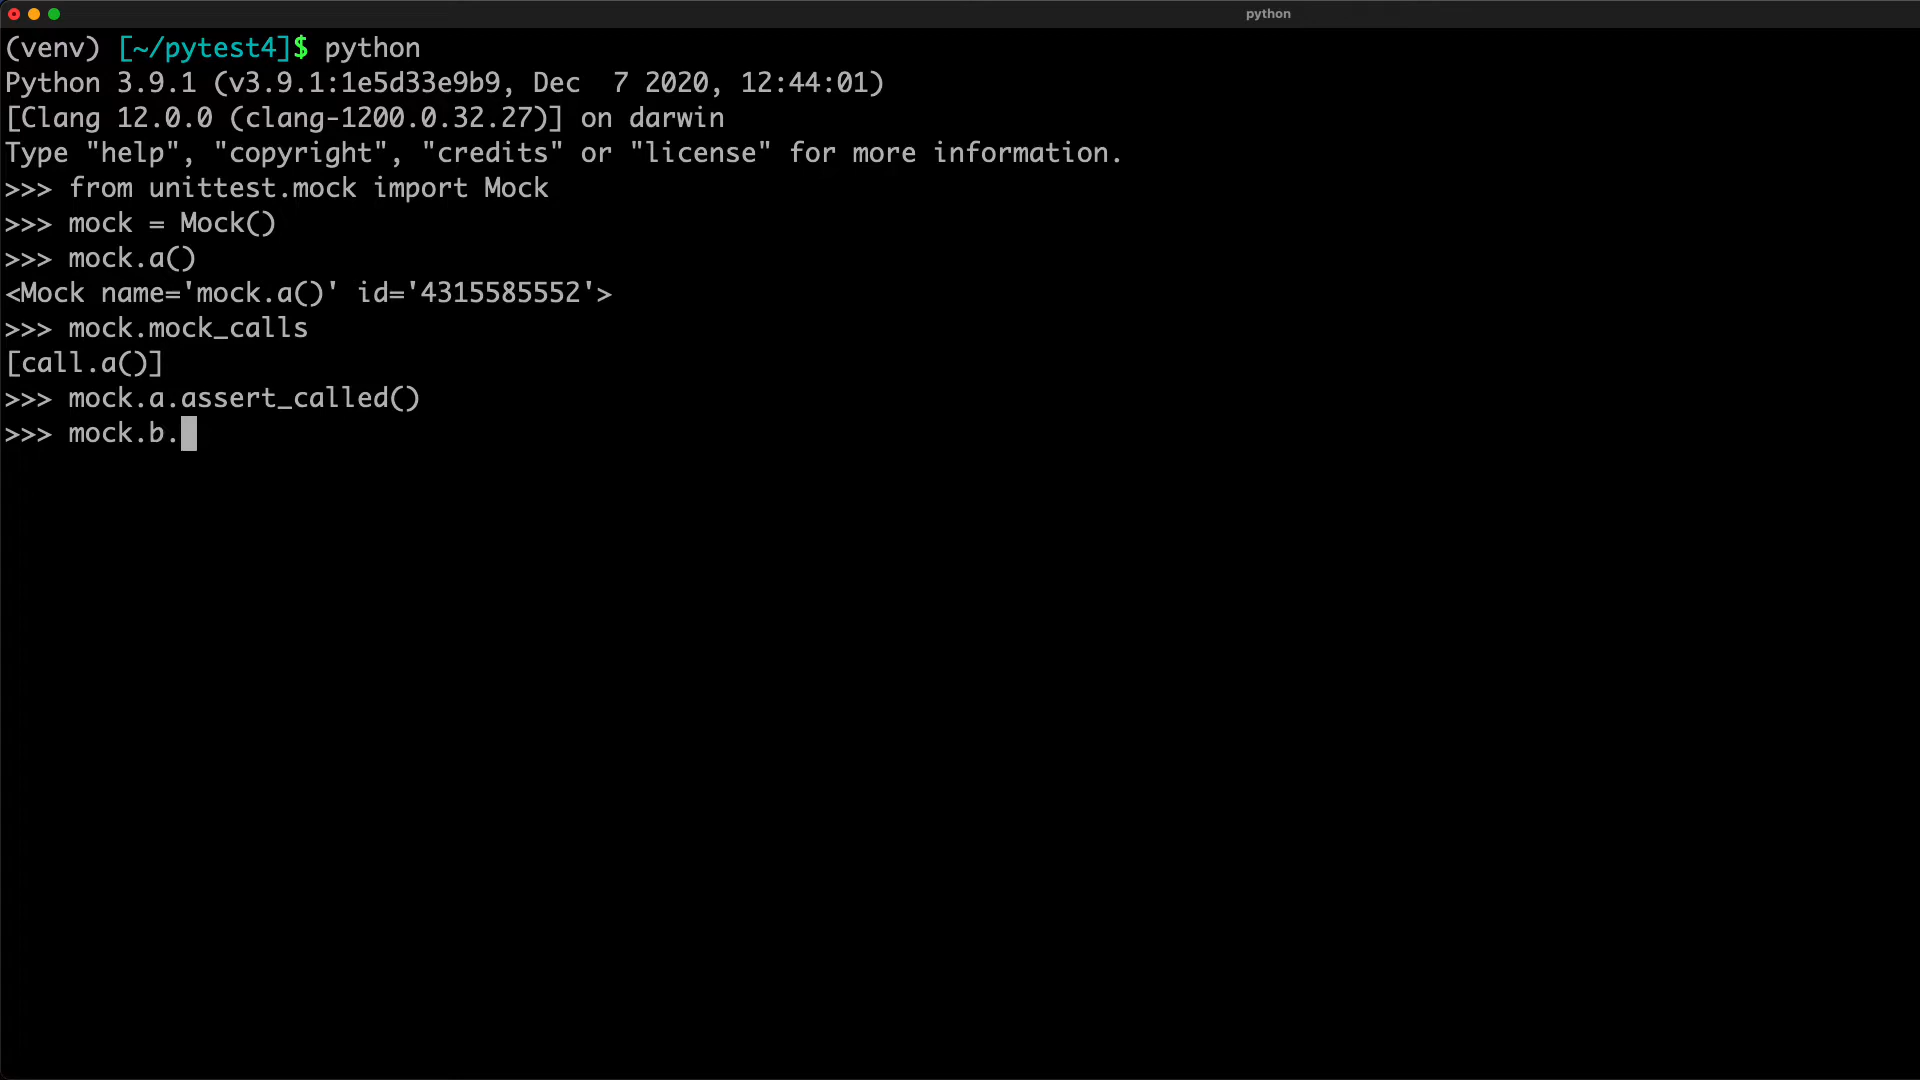 python
(venv) [~/pytest4]$ python
Python 3.9.1 (v3.9.1:1e5d33e9b9, Dec  7 2020, 12:44:01)
[Clang 12.0.0 (clang-1200.0.32.27)] on darwin
Type "help", "copyright", "credits" or "license" for more information.
>>> from unittest.mock import Mock
>>> mock = Mock()
>>> mock.a()
<Mock name='mock.a()' id='4315585552'>
>>> mock.mock_calls
[call.a()]
>>> mock.a.assert_called()
>>> mock.b.